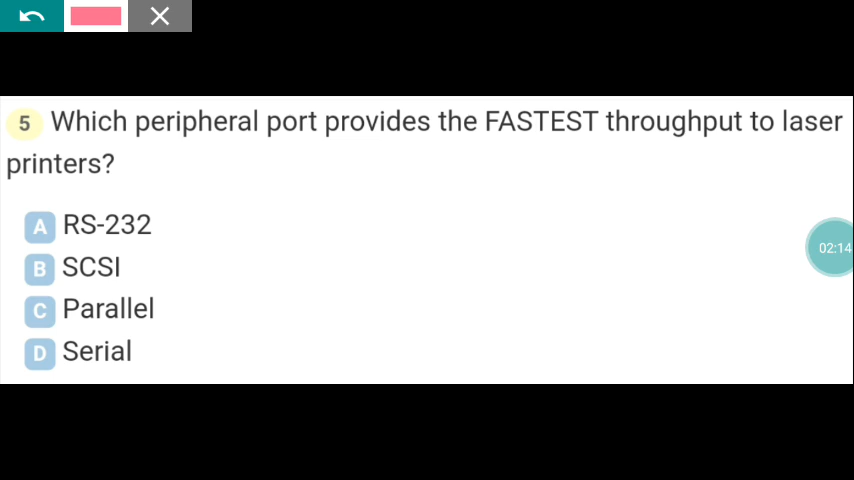 5 Which peripheral port provides the FASTEST throughput to laser
printers?
A RS-232
B SCSI
C Parallel
D Serial
02:14